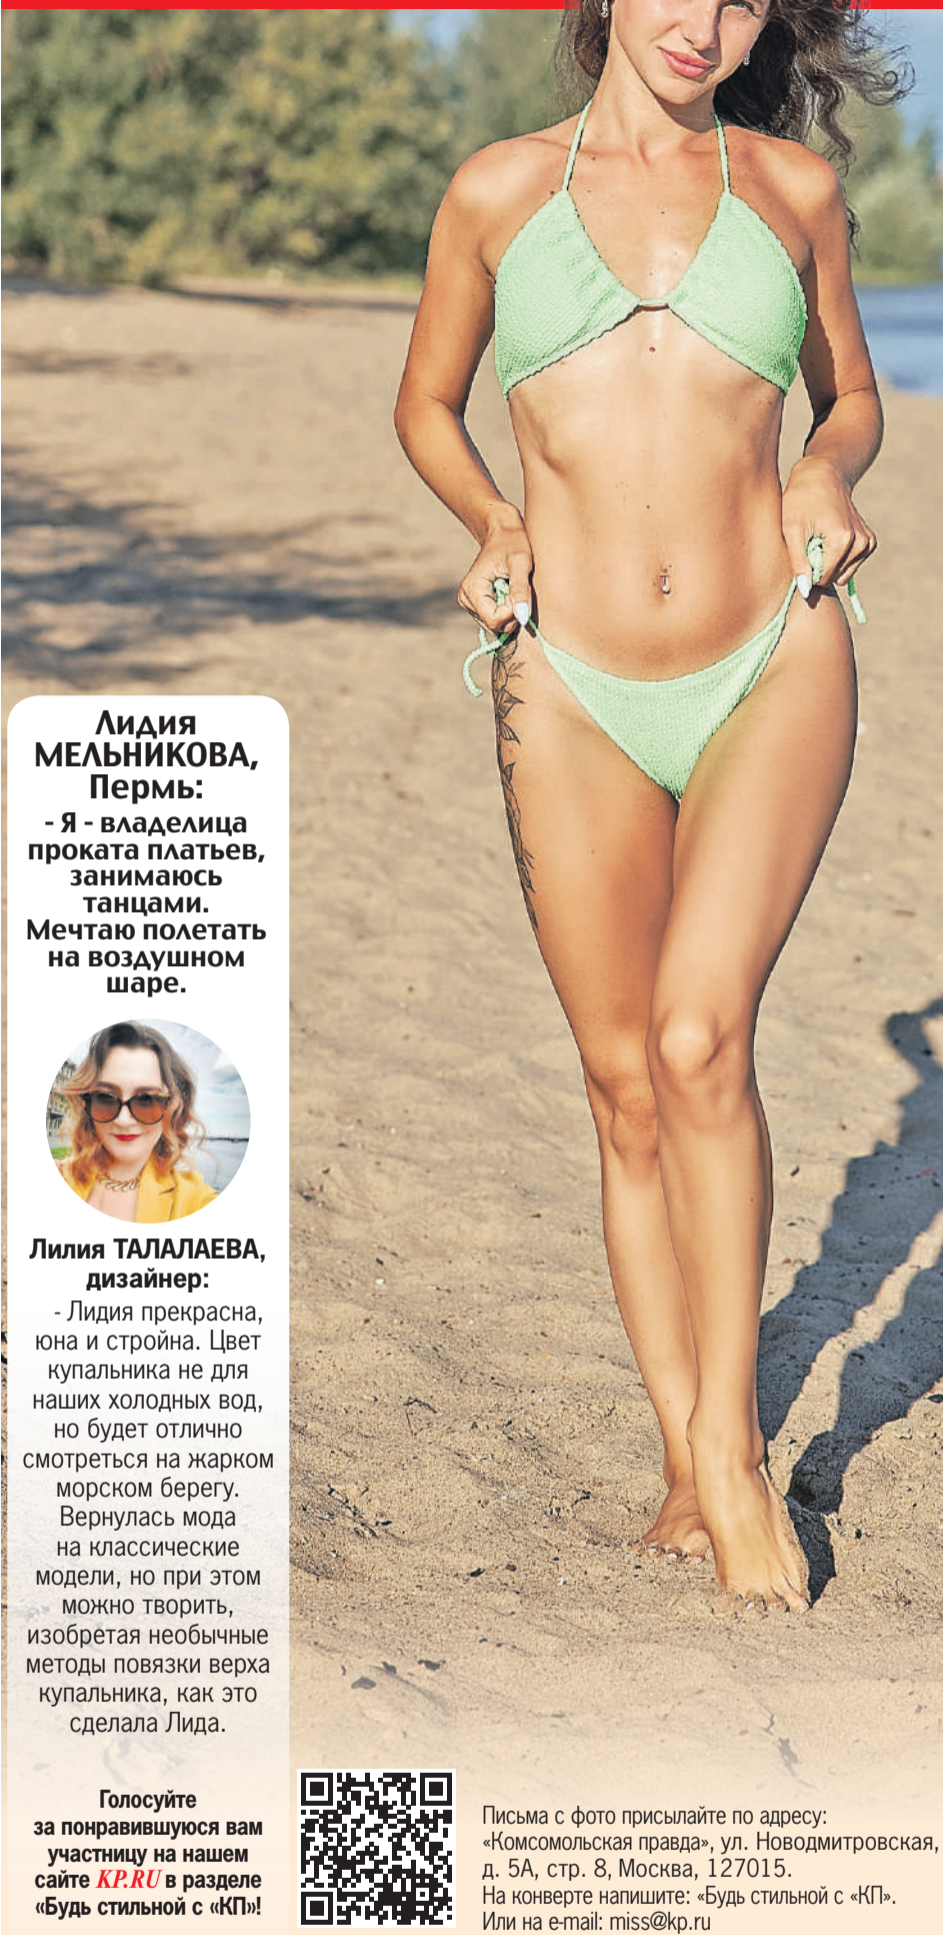 Лидия
МЕЛЬНИКОВА,
Пермь:
- Я - владелица
проката платьев,
занимаюсь
танцами.
Мечтаю полетать
на воздушном
шаре.
Лилия ТАЛАЛАЕВА,
дизайнер:
- Лидия прекрасна,
юна и стройна. Цвет
купальника не для
наших холодных вод,
но будет отлично
смотреться на жарком
морском берегу.
Вернулась мода
на классические
модели, но при этом
можно творить,
изобретая необычные
методы повязки верха
купальника, как это
сделала Лида.
Голосуйте
за понравившуюся вам
участницу на нашем
сайте KP.RU в разделе
«Будь стильной с «КП»!
Письма с фото присылайте по адресу:
«Комсомольская правда», ул. Новодмитровская,
д. 5А, стр. 8, Москва, 127015.
На конверте напишите: «Будь стильной с «КП».
Или на e-mail: miss@kp.ru